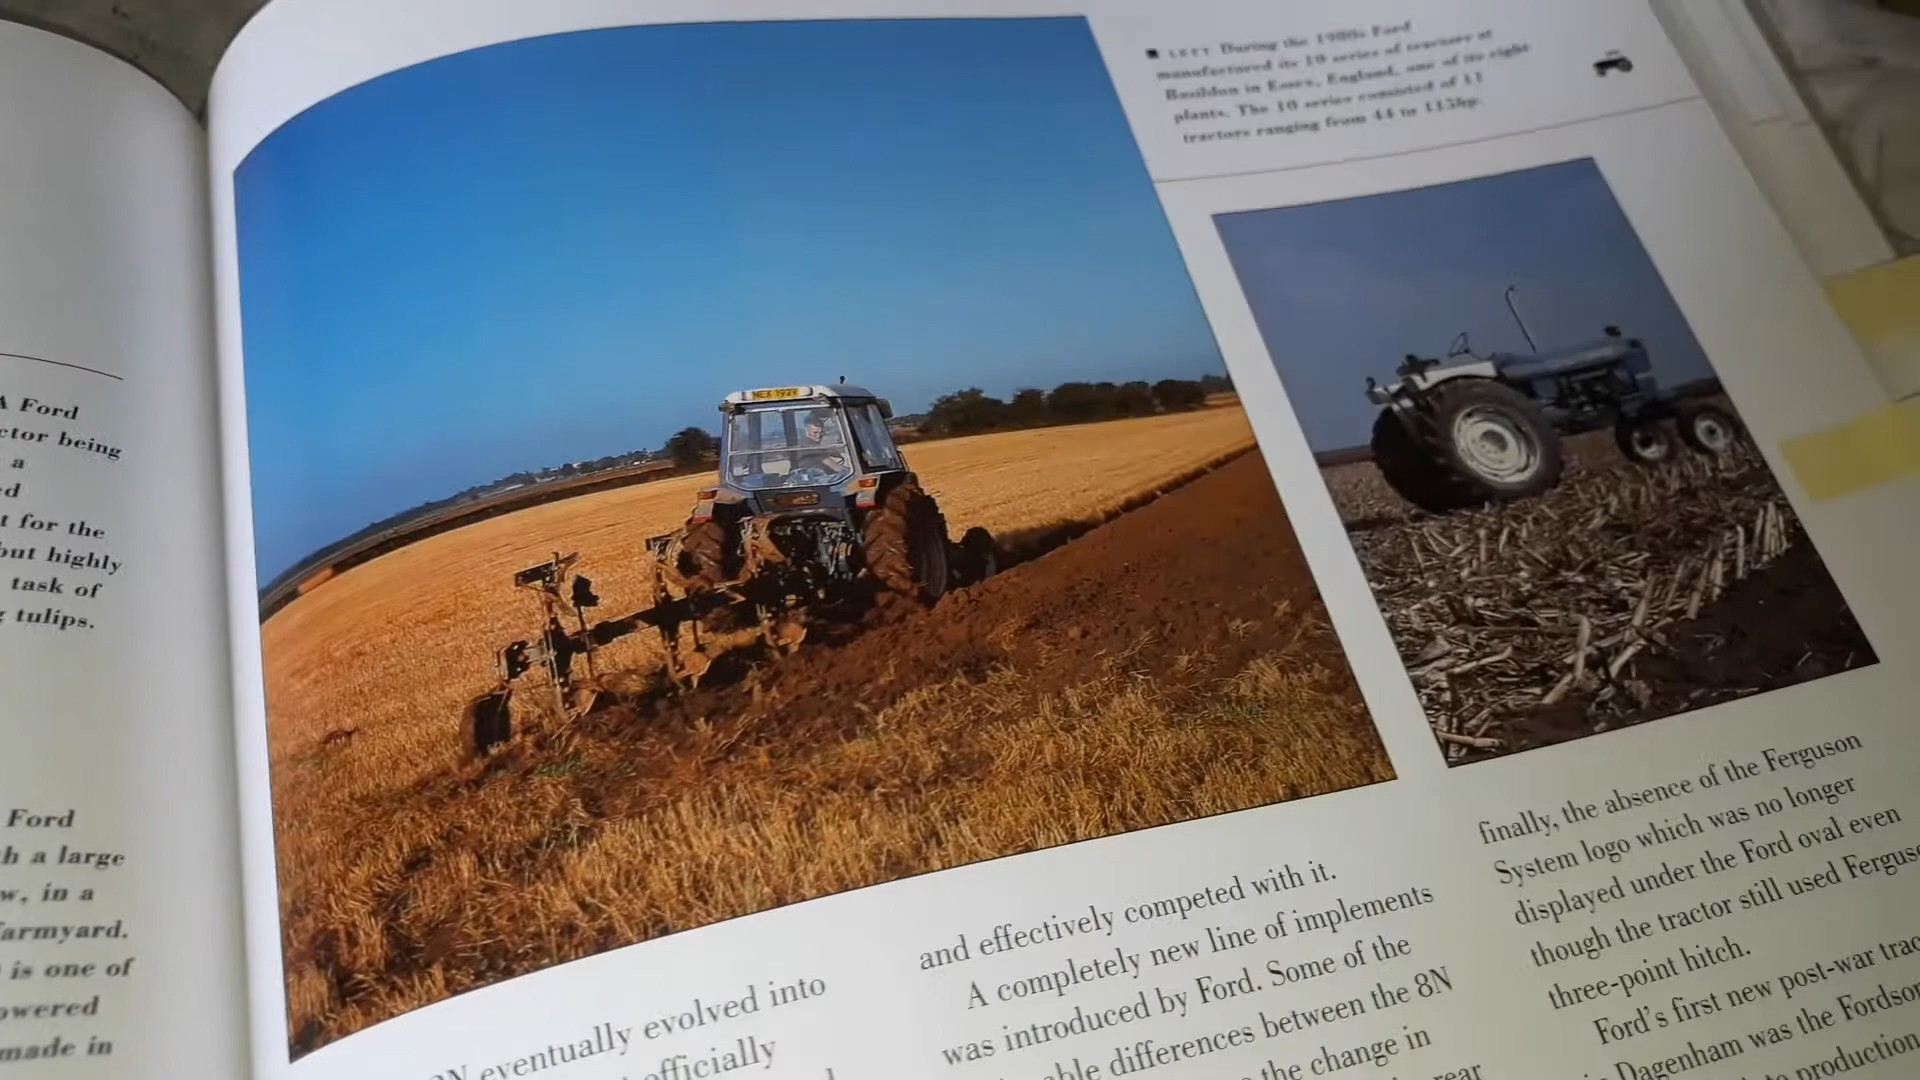 A Ford
ctor being
a
ed
t for the
but highly
task of
g tulips.
Ford
h a large
w, in a
farmyard.
is one of
owered
made in
NEX 192Y
LEFT During the 1980s Ford
manufactured its 10 series of tractors at
Basildon in Essex, England, one of its eight
plants. The 10 series consisted of 11
tractors ranging from 44 to 115hp.
N eventually evolved into
officially
and effectively competed with it.
A completely new line of implements
was introduced by Ford. Some of the
able differences between the 8N
the change in
rear
finally, the absence of the Ferguson
System logo which was no longer
displayed under the Ford oval even
though the tractor still used Fergus
three-point hitch.
Ford's first new post-war trac
Dagenham was the Fordson
to production